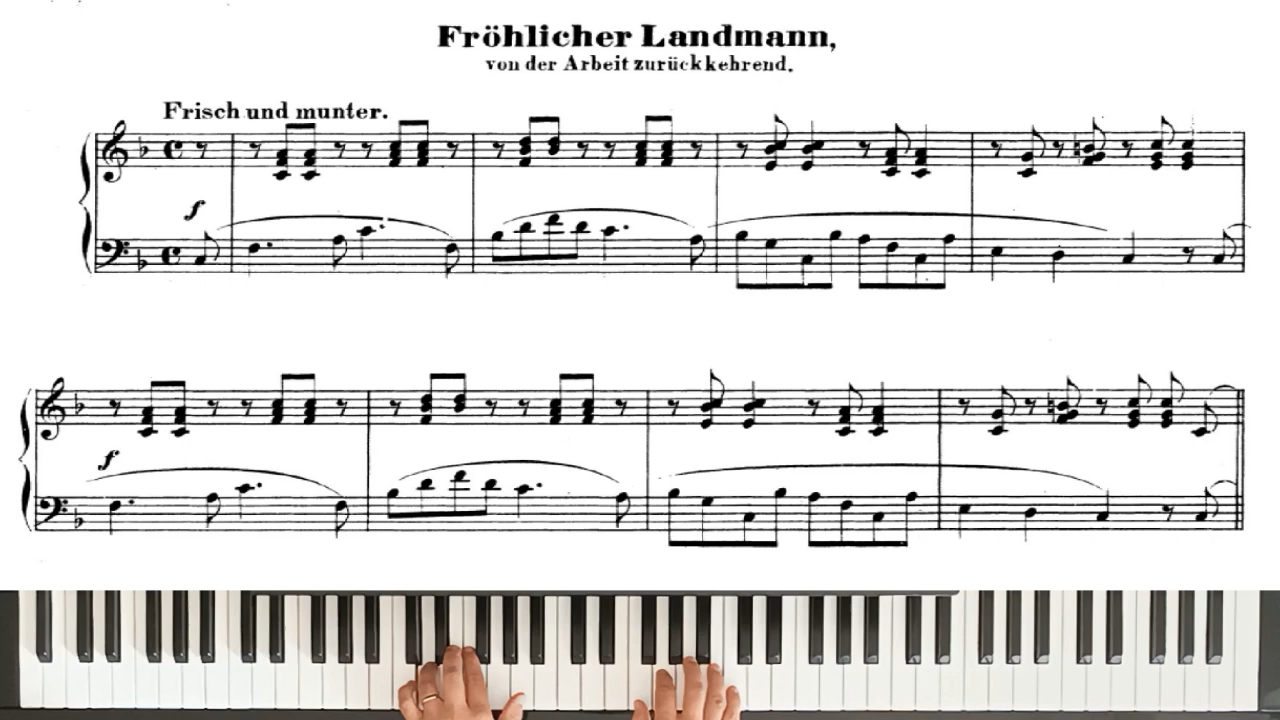 Fröhlicher Landmann,
von der Arbeit zurückkehrend.
Frisch und munter.
f
f